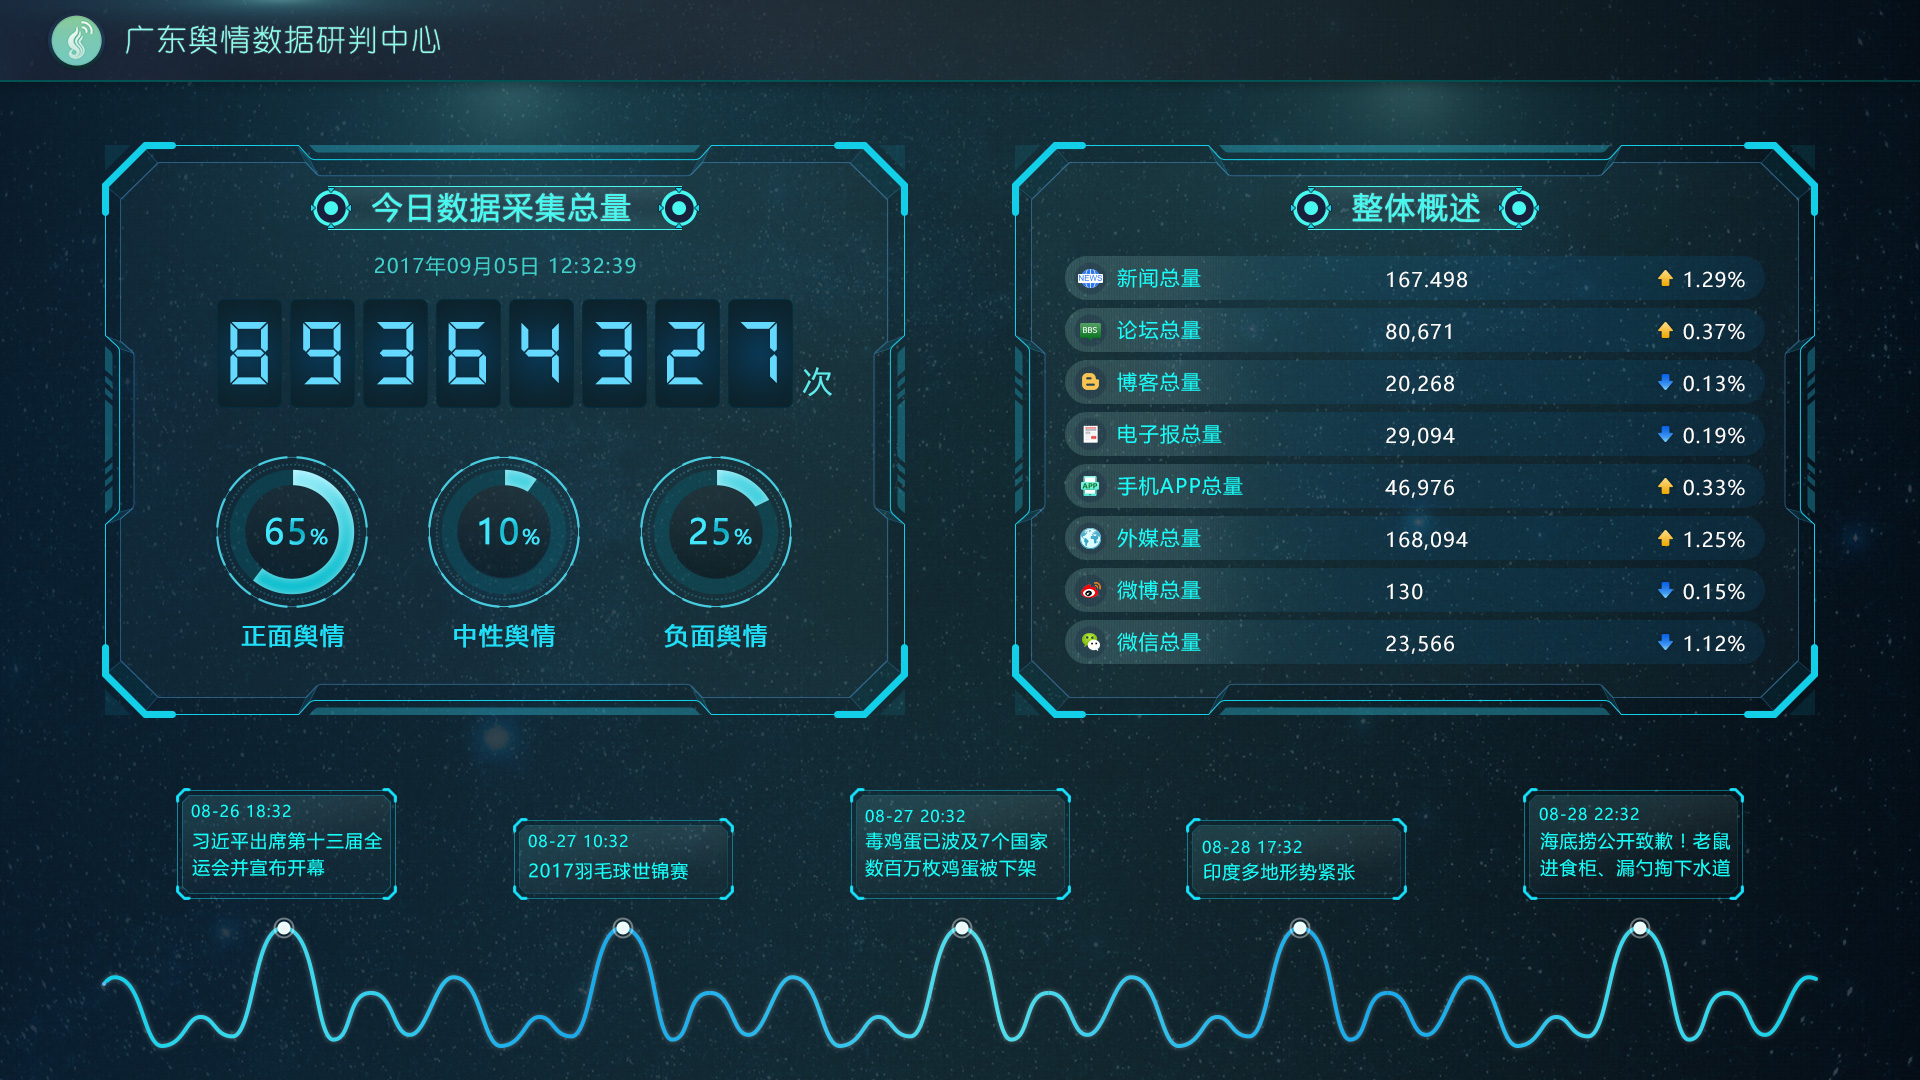 广东舆情数据研判中心
今日数据采集总量
2017年09月05日 12:32:39
89364327次
65%
10%
25%
正面舆情
中性舆情
负面舆情
整体概述
NEWS 新闻总量 167.498 1.29%
BBS 论坛总量 80,671 0.37%
博客总量 20,268 0.13%
电子报总量 29,094 0.19%
APP 手机APP总量 46,976 0.33%
外媒总量 168,094 1.25%
微博总量 130 0.15%
微信总量 23,566 1.12%
08-26 18:32
习近平出席第十三届全
运会并宣布开幕
08-27 10:32
2017羽毛球世锦赛
08-27 20:32
毒鸡蛋已波及7个国家
数百万枚鸡蛋被下架
08-28 17:32
印度多地形势紧张
08-28 22:32
海底捞公开致歉！老鼠
进食柜、漏勺掏下水道